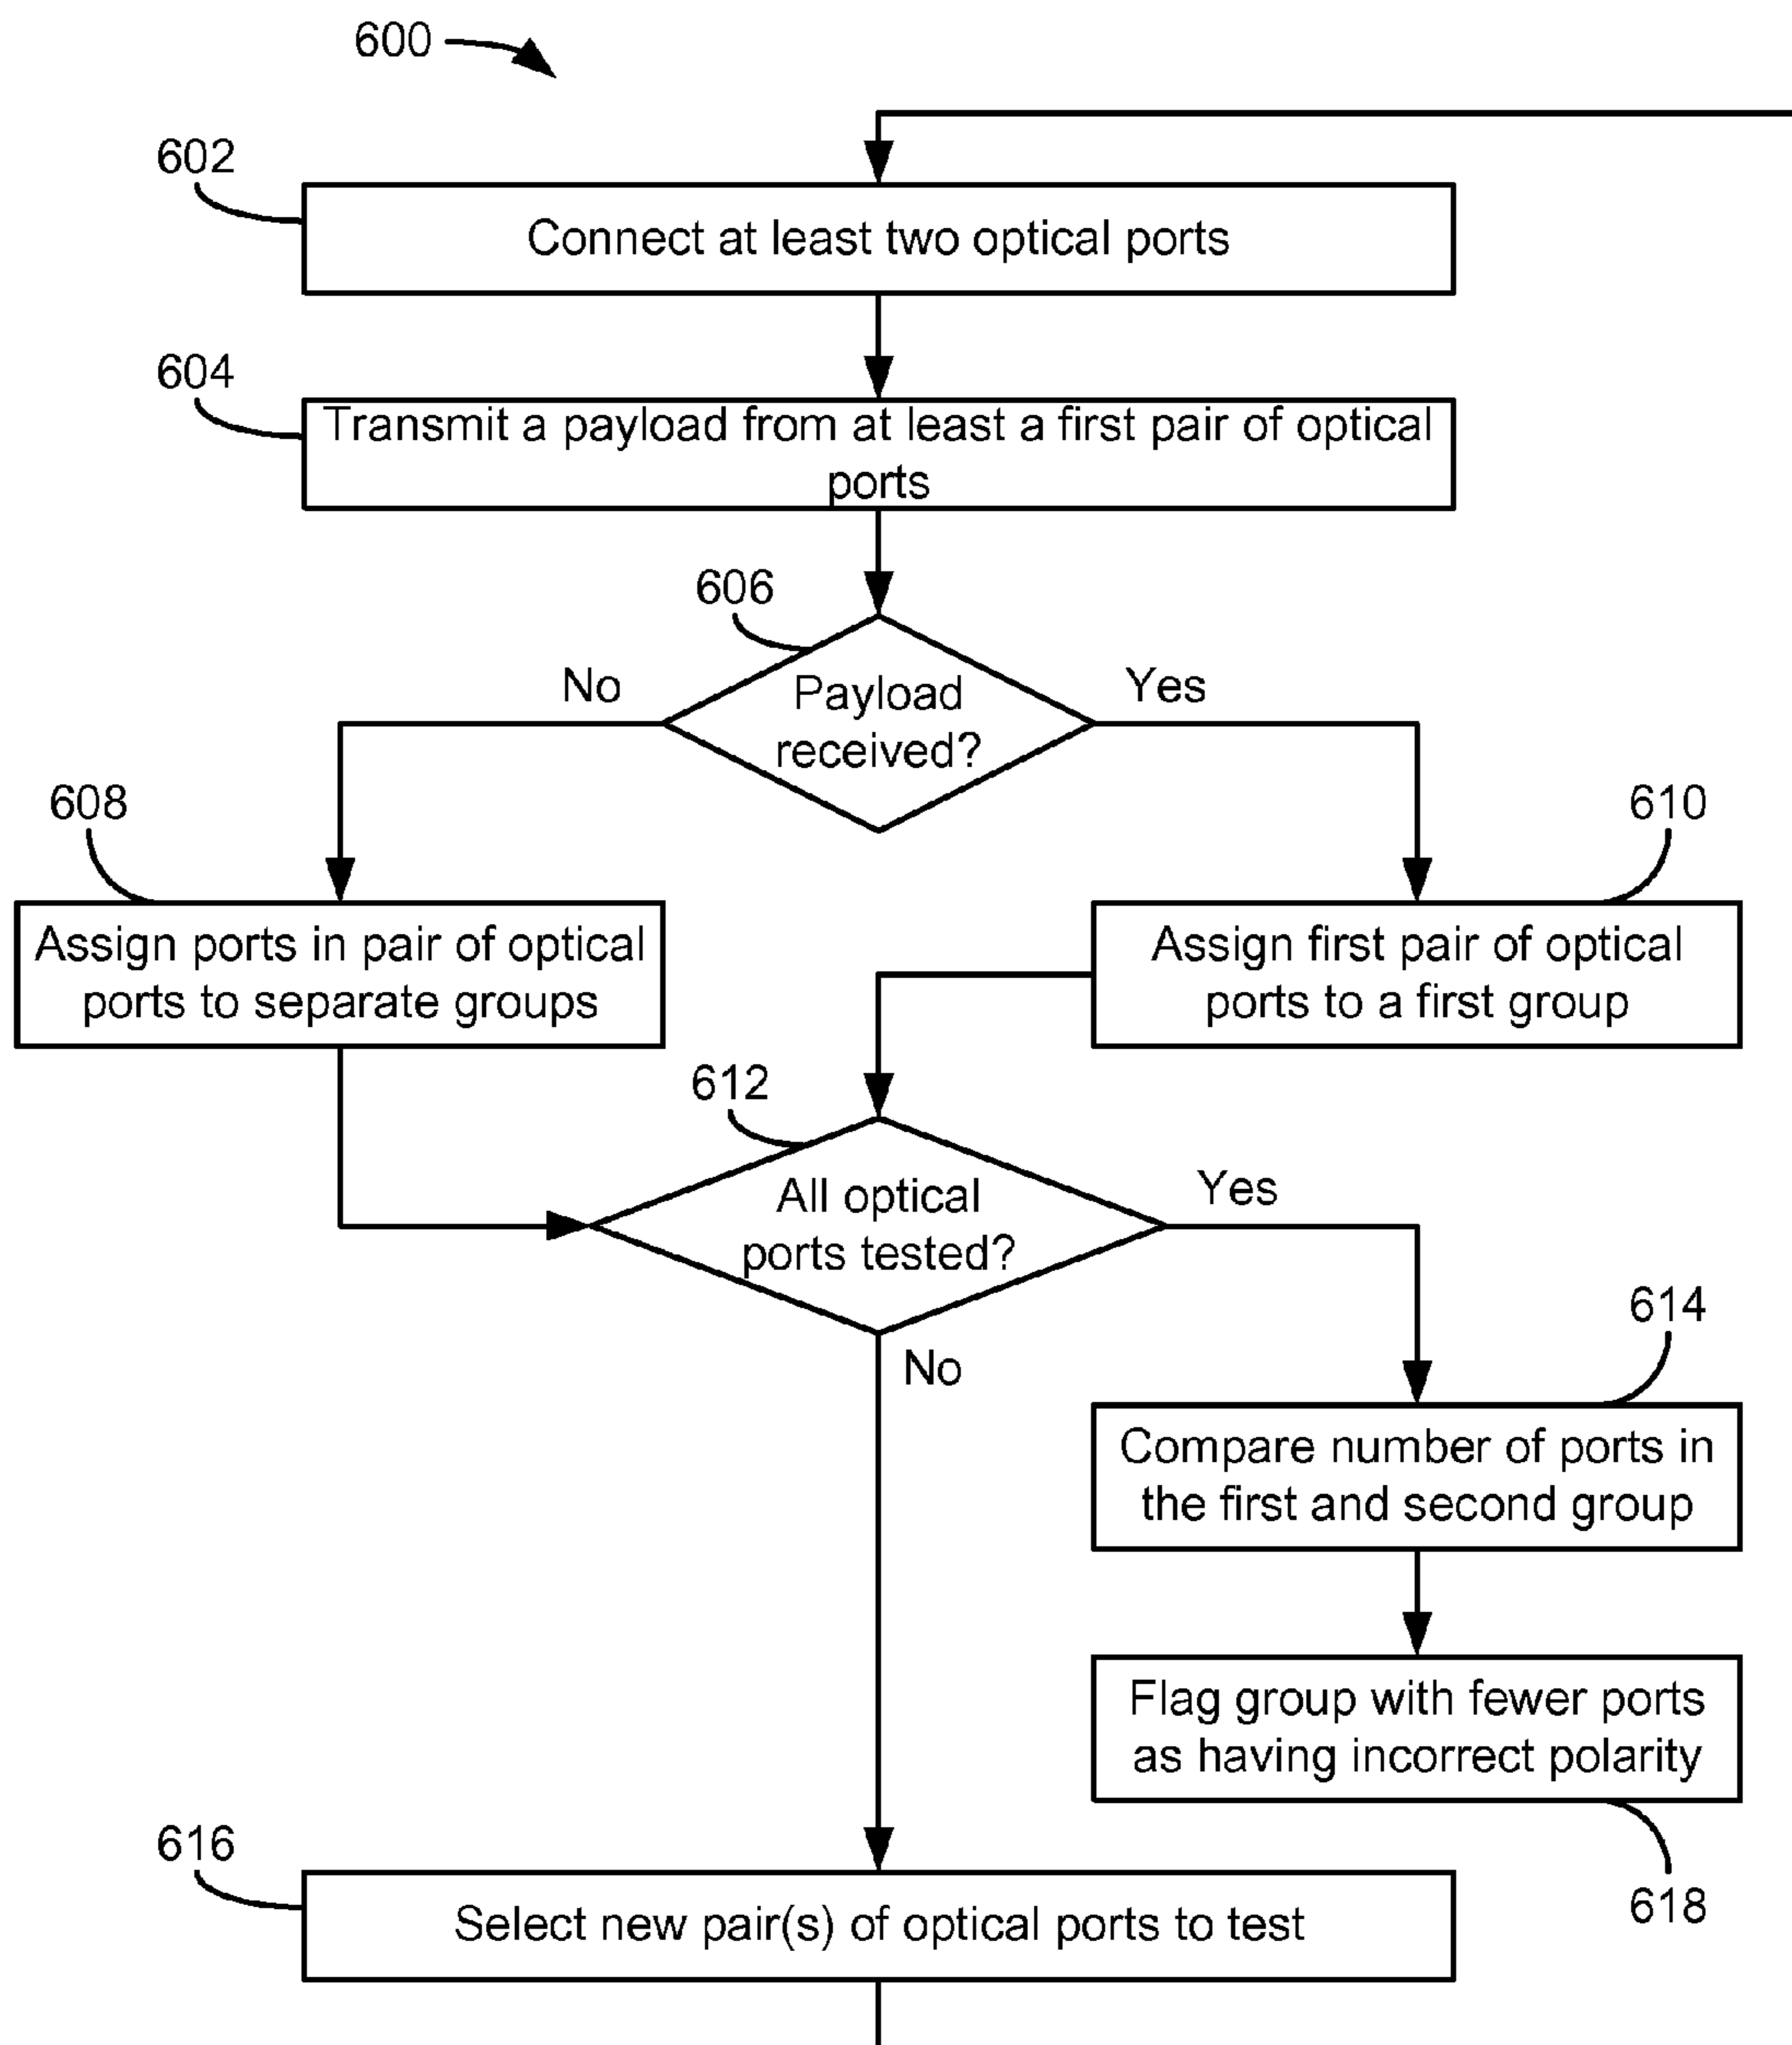 600
602
Connect at least two optical ports
604
Transmit a payload from at least a first pair of optical
ports
606
No
Yes
Payload
received?
608
610
Assign ports in pair of optical
ports to separate groups
Assign first pair of optical
ports to a first group
612
All optical
ports tested?
Yes
No
614
Compare number of ports in
the first and second group
Flag group with fewer ports
as having incorrect polarity
616
618
Select new pair(s) of optical ports to test